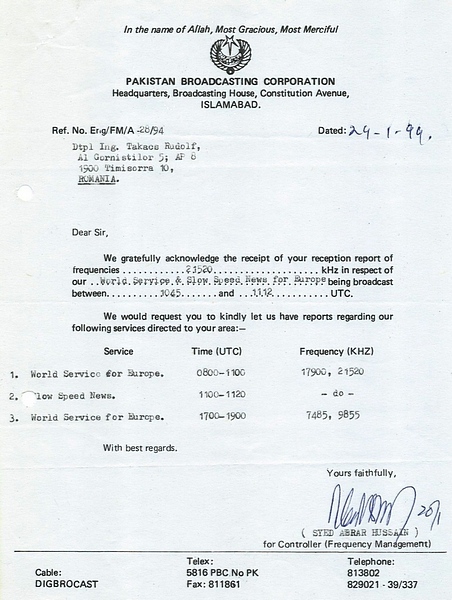 In the name of Allah, Most Gracious, Most Merciful
PAKISTAN BROADCASTING CORPORATION
Headquarters, Broadcasting House, Constitution Avenue,
ISLAMABAD.
Ref. No. Eng/FM/A -28/94
Dated: 29-1-94.
Dtpl Ing. Takacs Rudolf,
Al Gornistilor 5; AP 8
1900 Timisorra 10,
ROMANIA.
Dear Sir,
We gratefully acknowledge the receipt of your reception report of
frequencies ............21520.................... kHz in respect of
our ..World Service & Slow Speed News for Europe being broadcast
between..........1045.......and ...1112........... UTC.
We would request you to kindly let us have reports regarding our
following services directed to your area:—
Service Time (UTC) Frequency (KHZ)
1. World Service for Europe. 0800-1100 17900, 21520
2. Slow Speed News. 1100-1120 - do -
3. World Service for Europe. 1700-1900 7485, 9855
With best regards.
Yours faithfully,
( SYED ABRAR HUSSAIN )
for Controller (Frequency Management)
Cable: Telex: Telephone:
DIGBROCAST 5816 PBC No PK 813802
Fax: 811861 829021 - 39/337